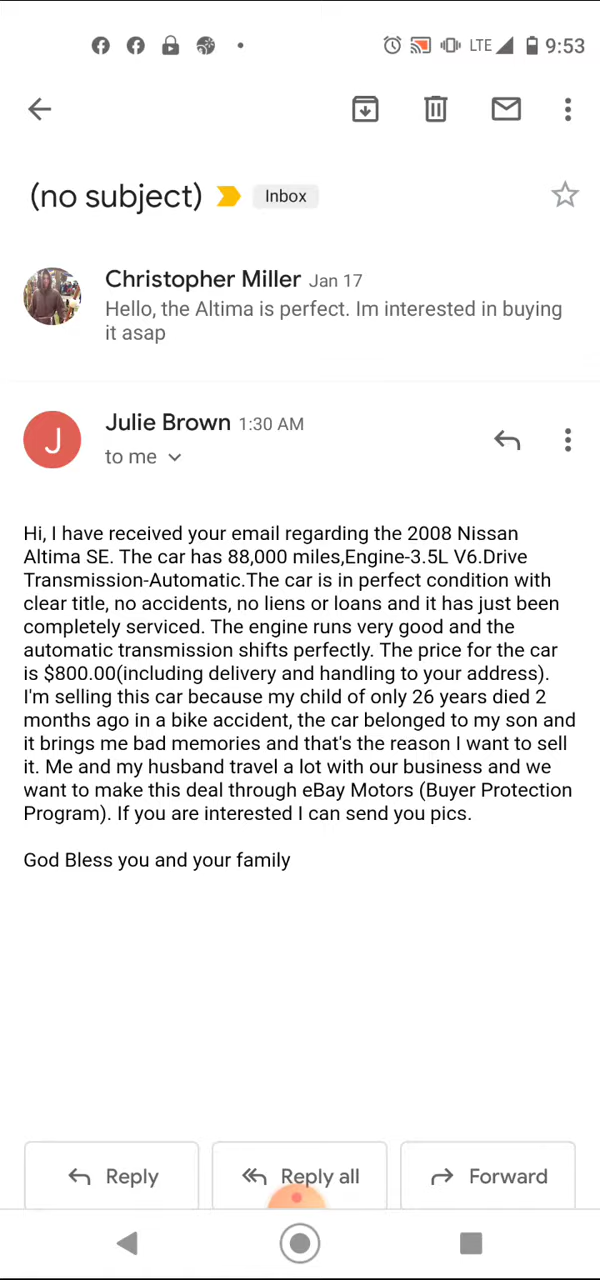 LTE 9:53
(no subject) Inbox
Christopher Miller Jan 17
Hello, the Altima is perfect. Im interested in buying
it asap
J
Julie Brown 1:30 AM
to me
Hi, I have received your email regarding the 2008 Nissan
Altima SE. The car has 88,000 miles,Engine-3.5L V6.Drive
Transmission-Automatic.The car is in perfect condition with
clear title, no accidents, no liens or loans and it has just been
completely serviced. The engine runs very good and the
automatic transmission shifts perfectly. The price for the car
is $800.00(including delivery and handling to your address).
I'm selling this car because my child of only 26 years died 2
months ago in a bike accident, the car belonged to my son and
it brings me bad memories and that's the reason I want to sell
it. Me and my husband travel a lot with our business and we
want to make this deal through eBay Motors (Buyer Protection
Program). If you are interested I can send you pics.
God Bless you and your family
Reply Reply all Forward